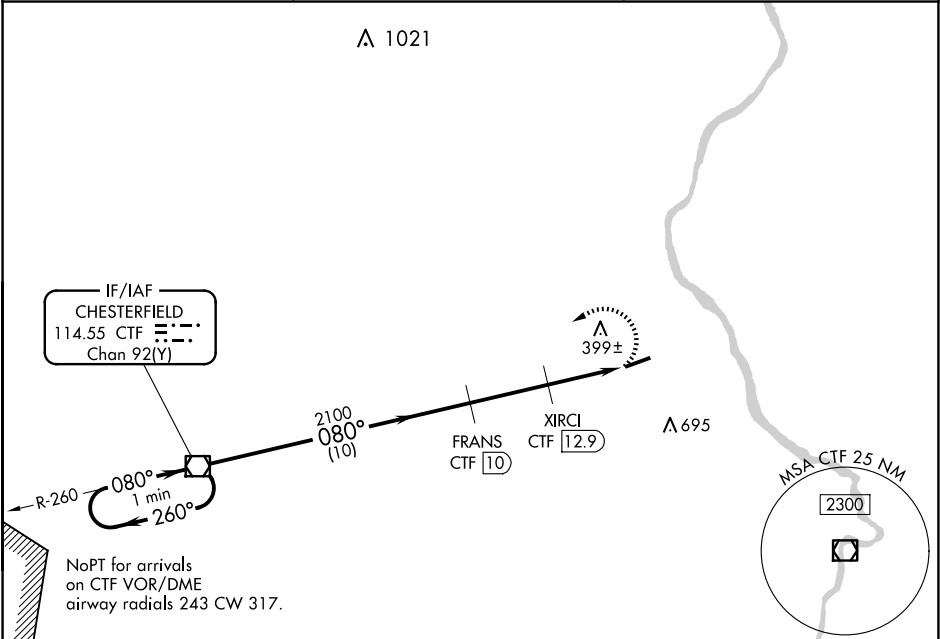 1021
IF/IAF
CHESTERFIELD
114.55 CTF
Chan 92(Y)
399±
2100
080°
(10)
FRANS
CTF 10
XIRCI
CTF 12.9
695
R-260
080°
1 min
260°
NoPT for arrivals
on CTF VOR/DME
airway radials 243 CW 317.
MSA CTF 25 NM
2300